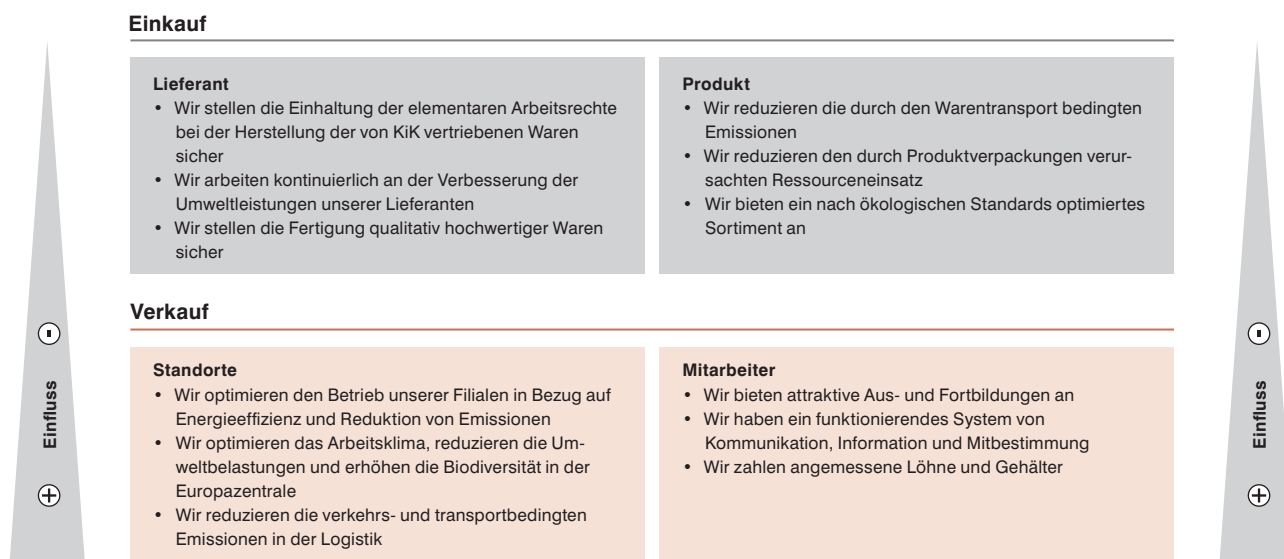 Einkauf
Lieferant
• Wir stellen die Einhaltung der elementaren Arbeitsrechte
bei der Herstellung der von KiK vertriebenen Waren
sicher
• Wir arbeiten kontinuierlich an der Verbesserung der
Umweltleistungen unserer Lieferanten
• Wir stellen die Fertigung qualitativ hochwertiger Waren
sicher
Produkt
• Wir reduzieren die durch den Warentransport bedingten
Emissionen
• Wir reduzieren den durch Produktverpackungen verur-
sachten Ressourceneinsatz
• Wir bieten ein nach ökologischen Standards optimiertes
Sortiment an
Verkauf
Standorte
• Wir optimieren den Betrieb unserer Filialen in Bezug auf
Energieeffizienz und Reduktion von Emissionen
• Wir optimieren das Arbeitsklima, reduzieren die Um-
weltbelastungen und erhöhen die Biodiversität in der
Europazentrale
• Wir reduzieren die verkehrs- und transportbedingten
Emissionen in der Logistik
Mitarbeiter
• Wir bieten attraktive Aus- und Fortbildungen an
• Wir haben ein funktionierendes System von
Kommunikation, Information und Mitbestimmung
• Wir zahlen angemessene Löhne und Gehälter
+ Einfluss -
+ Einfluss -